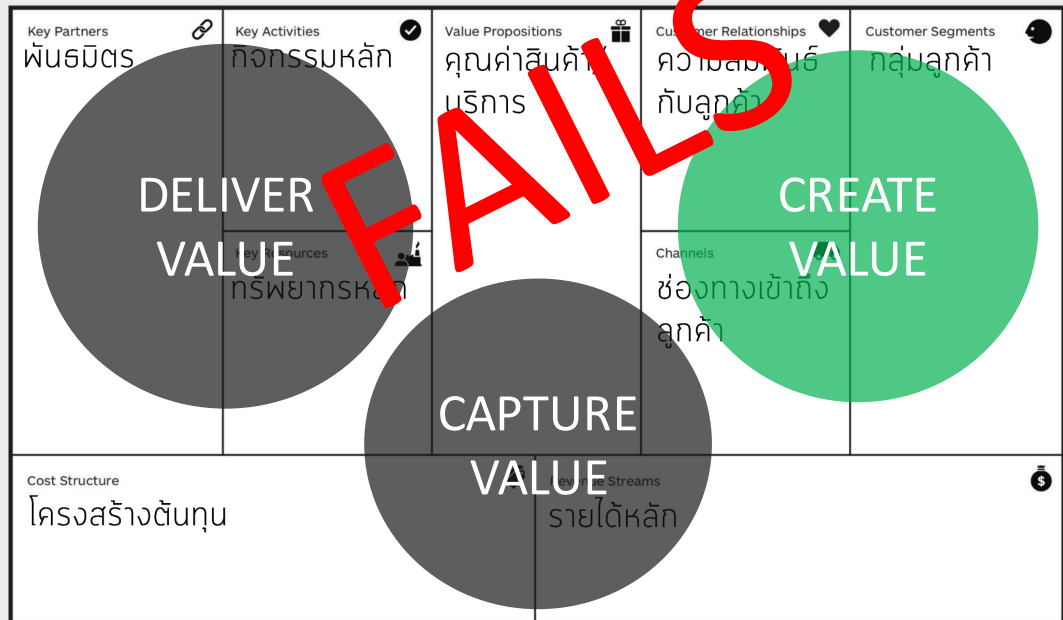 Key Partners
พันธมิตร
Key Activities
กิจกรรมหลัก
Value Propositions
คุณค่าสินค้า/
บริการ
Customer Relationships
ความสัมพันธ์
กับลูกค้า
Customer Segments
กลุ่มลูกค้า
FAILS
DELIVER
VALUE
CREATE
VALUE
Key Resources
ทรัพยากรหลัก
Channels
ช่องทางเข้าถึง
ลูกค้า
CAPTURE
VALUE
Cost Structure
โครงสร้างต้นทุน
Revenue Streams
รายได้หลัก
$